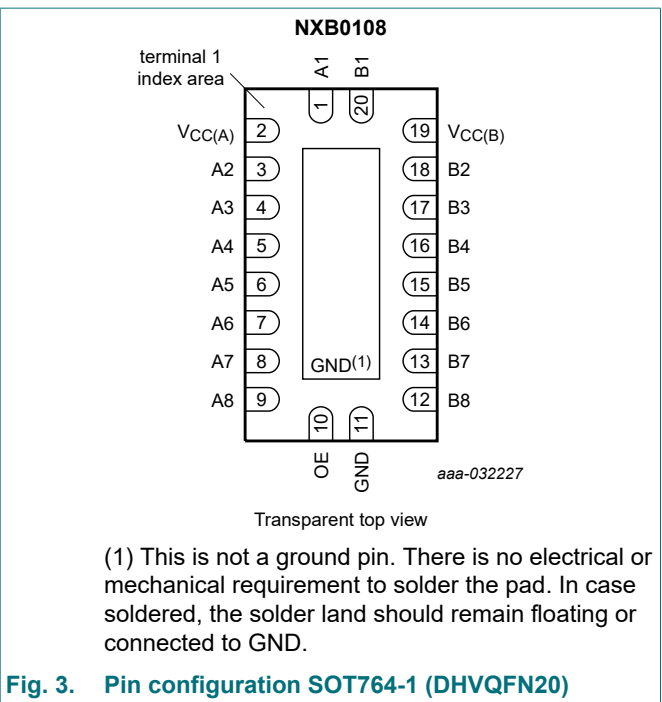 NXB0108
terminal 1
index area
A1
B1
1
20
VCC(A) 2
19 VCC(B)
A2 3
18 B2
A3 4
17 B3
A4 5
16 B4
A5 6
15 B5
A6 7
14 B6
A7 8
GND(1)
13 B7
A8 9
12 B8
10
11
OE
GND
aaa-032227
Transparent top view
(1) This is not a ground pin. There is no electrical or
mechanical requirement to solder the pad. In case
soldered, the solder land should remain floating or
connected to GND.
Fig. 3. Pin configuration SOT764-1 (DHVQFN20)